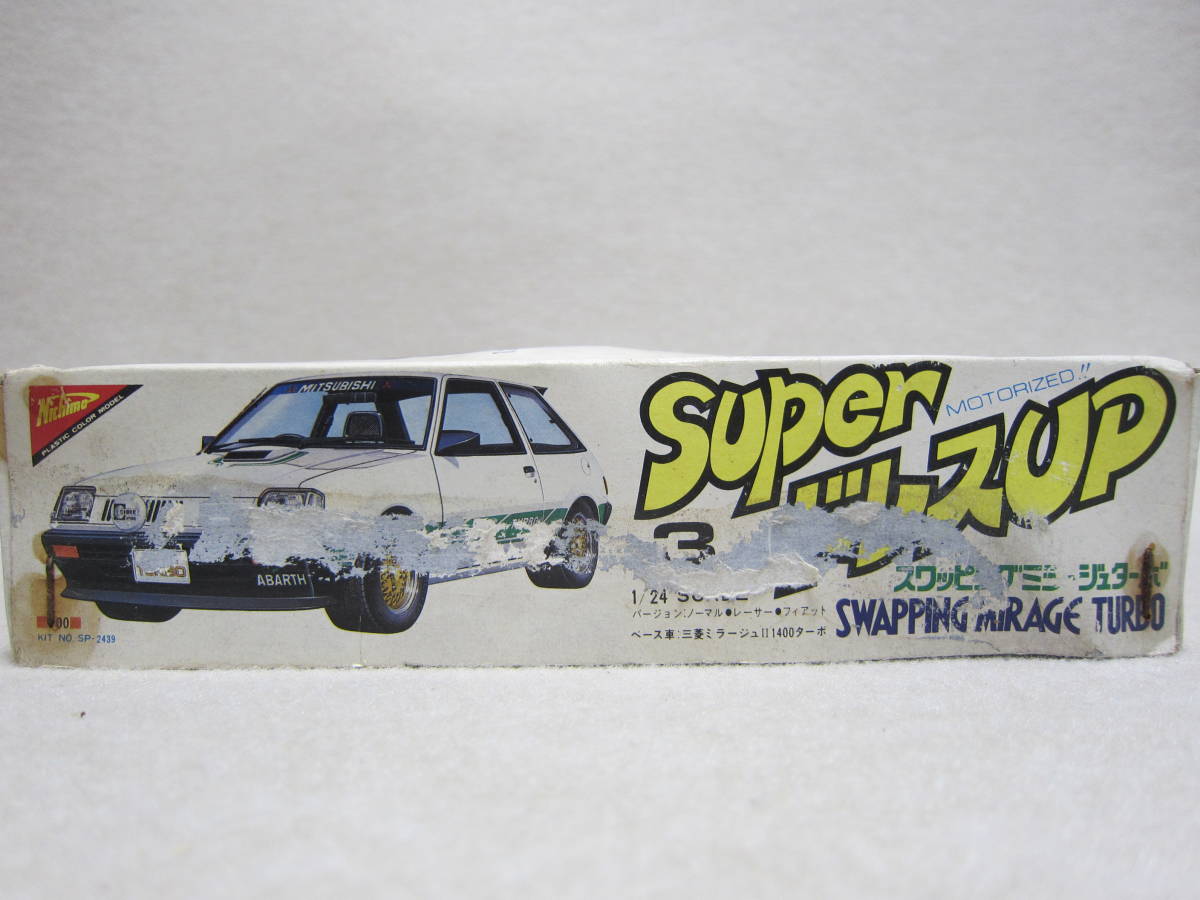 Nichimo
PLASTIC COLOR MODEL
MITSUBISHI
TURBO
ABARTH
KIT NO. SP-2439
MOTORIZED!!
Super
UP
3
1/24
バージョン:ノーマル●レーサー●フィアット
ベース車:三菱ミラージュII1400ターボ
SWAPPING MIRAGE TURBO